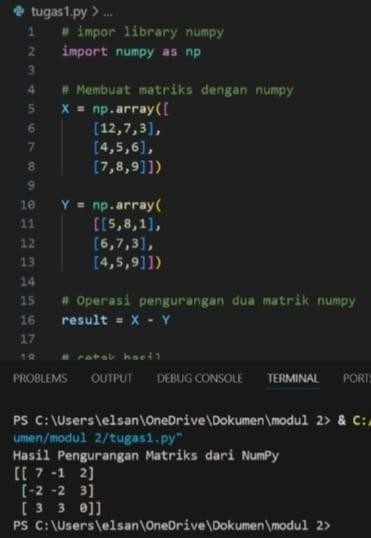 tugas1.py > ...
1 # impor library numpy
2 import numpy as np
3
4 # Membuat matriks dengan numpy
5 X = np.array([
6 [12,7,3],
7 [4,5,6],
8 [7,8,9]])
9
10 Y = np.array(
11 [[5,8,1],
12 [6,7,3],
13 [4,5,9]])
14
15 # Operasi pengurangan dua matrik numpy
16 result = X - Y
17
18 # cetak hasil
PROBLEMS OUTPUT DEBUG CONSOLE TERMINAL PORTS
PS C:\Users\elsan\OneDrive\Dokumen\modul 2> & C:/
umen/modul 2/tugas1.py"
Hasil Pengurangan Matriks dari NumPy
[[ 7 -1 2]
[-2 -2 3]
[ 3 3 0]]
PS C:\Users\elsan\OneDrive\Dokumen\modul 2>